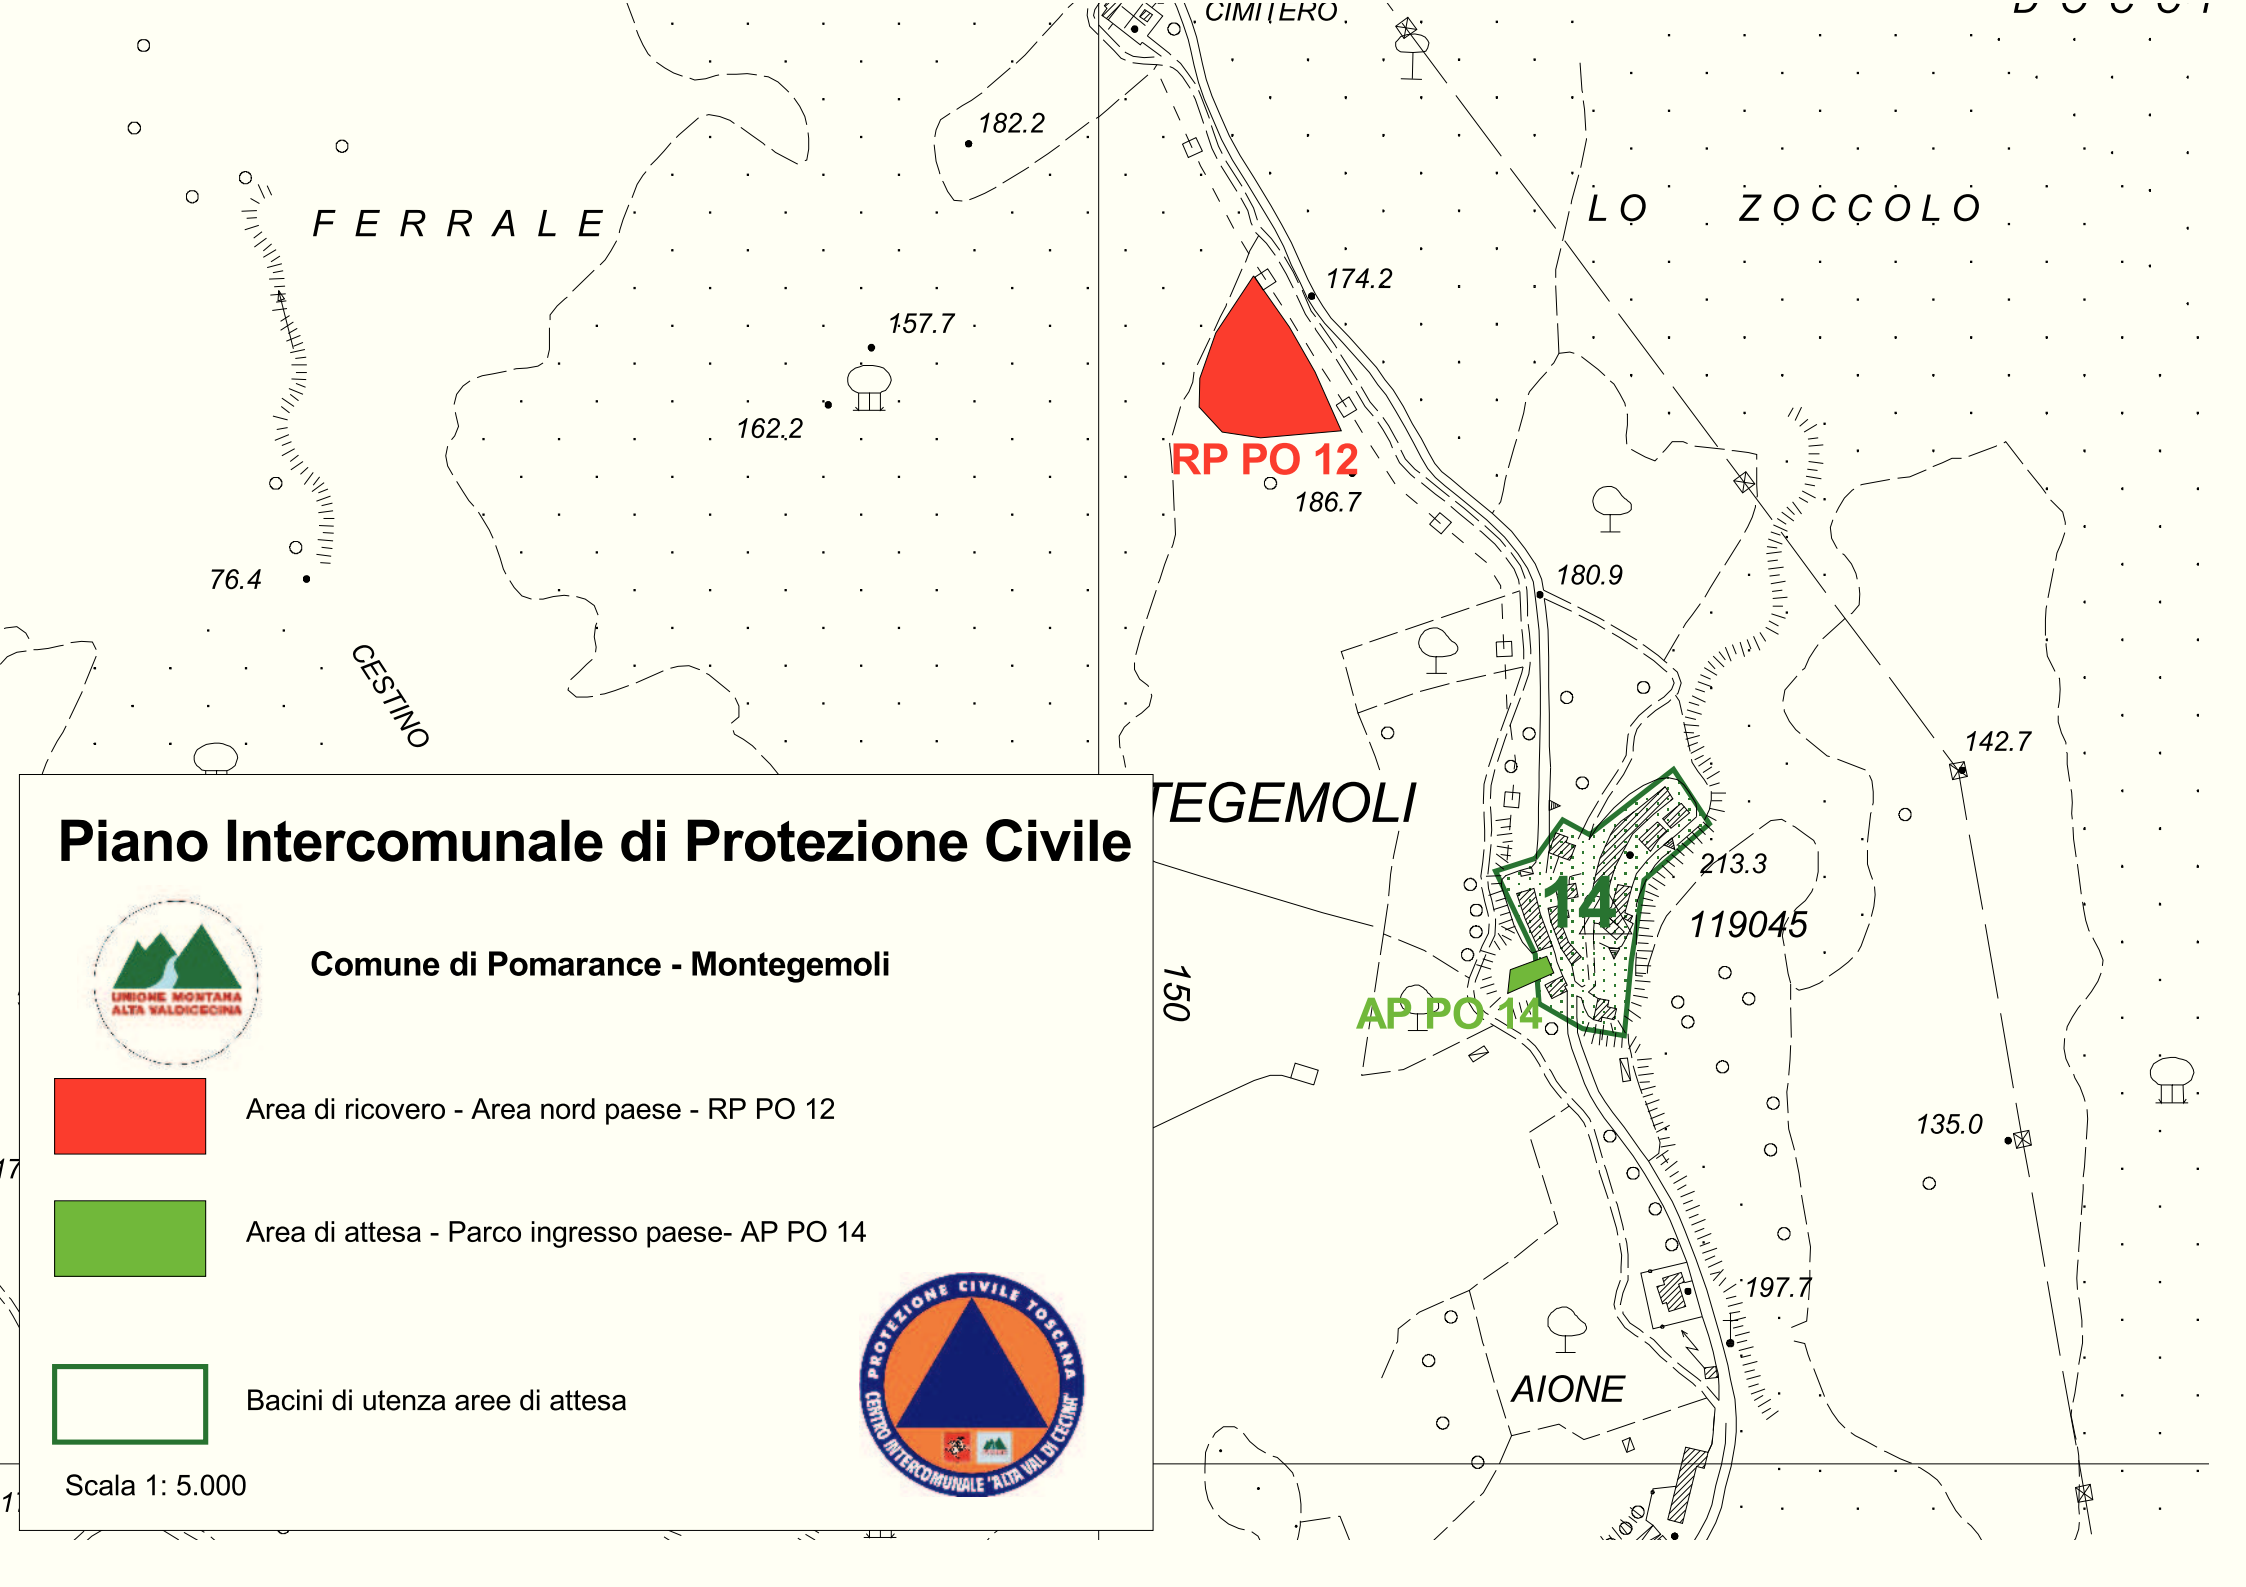 CIMITERO
182.2
FERRALE
LO ZOCCOLO
174.2
157.7
162.2
RP PO 12
186.7
180.9
76.4
CESTINO
142.7
TEGEMOLI
213.3
14
119045
150
AP PO 14
135.0
197.7
AIONE
17
Piano Intercomunale di Protezione Civile
UNIONE MONTANA
ALTA VALDICECINA
Comune di Pomarance - Montegemoli
Area di ricovero - Area nord paese - RP PO 12
Area di attesa - Parco ingresso paese- AP PO 14
Bacini di utenza aree di attesa
Scala 1: 5.000
PROTEZIONE CIVILE TOSCANA
CENTRO INTERCOMUNALE "ALTA VAL DI CECINA"